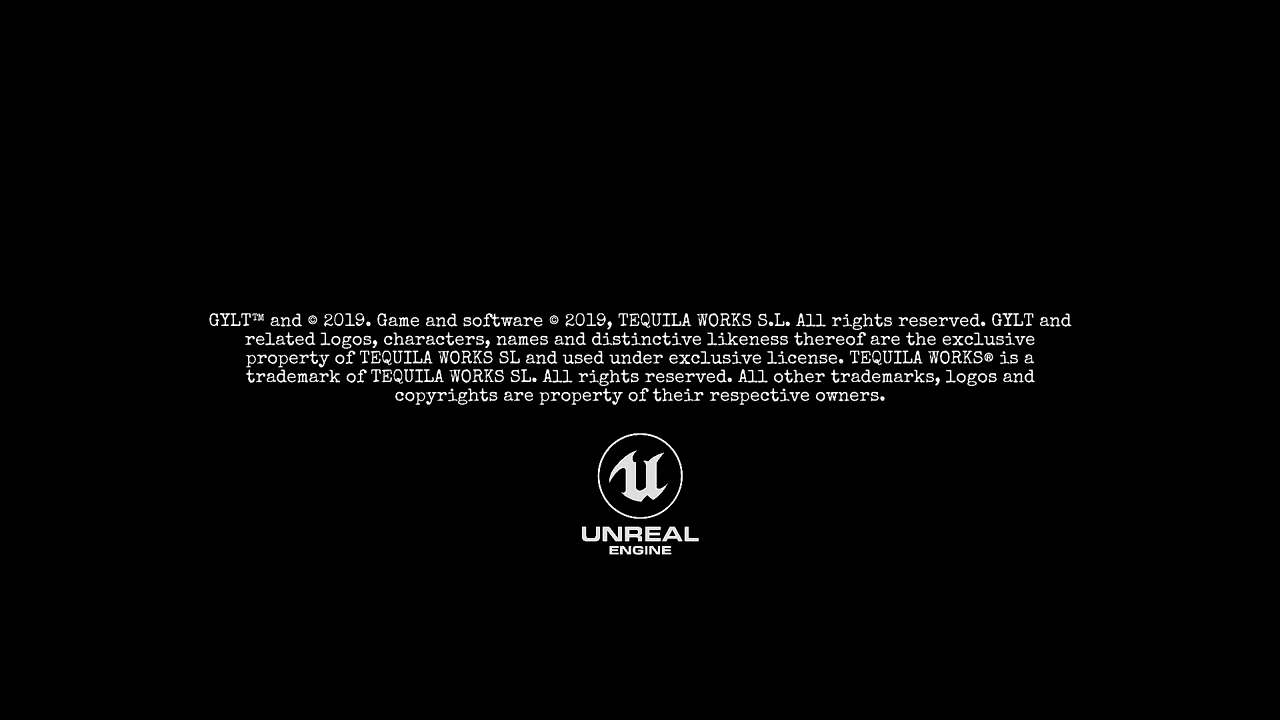 GYLT™ and © 2019. Game and software © 2019, TEQUILA WORKS S.L. All rights reserved. GYLT and
related logos, characters, names and distinctive likeness thereof are the exclusive
property of TEQUILA WORKS SL and used under exclusive license. TEQUILA WORKS® is a
trademark of TEQUILA WORKS SL. All rights reserved. All other trademarks, logos and
copyrights are property of their respective owners.
UNREAL
ENGINE